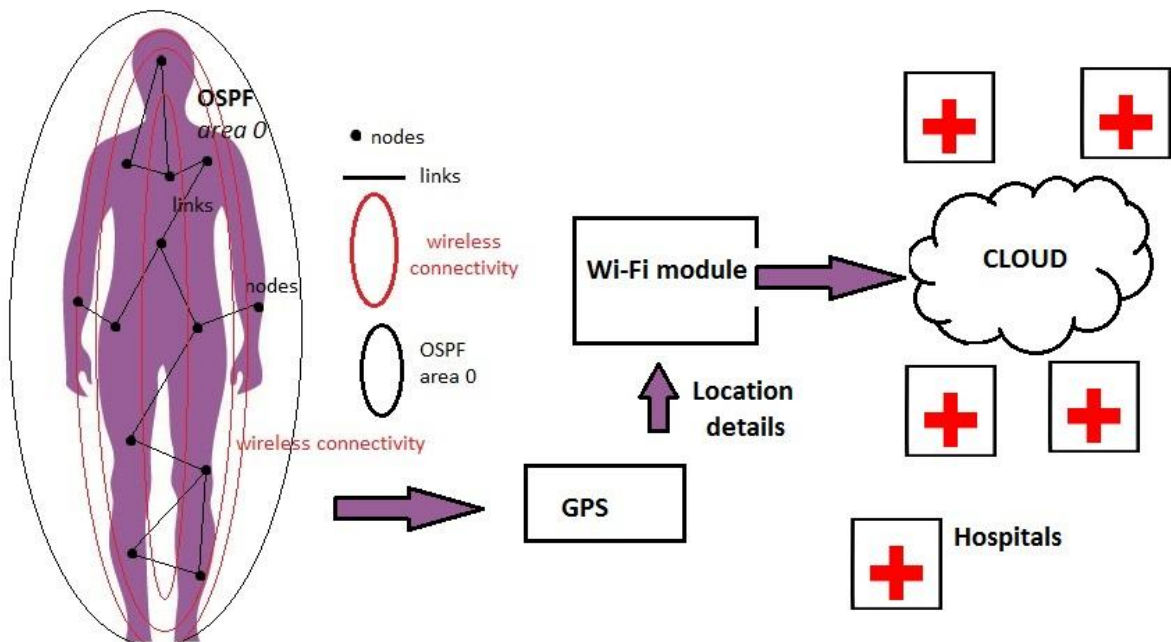 OSPF
area 0
links
nodes
wireless connectivity
nodes
links
wireless
connectivity
OSPF
area 0
GPS
Location
details
Wi-Fi module
CLOUD
Hospitals